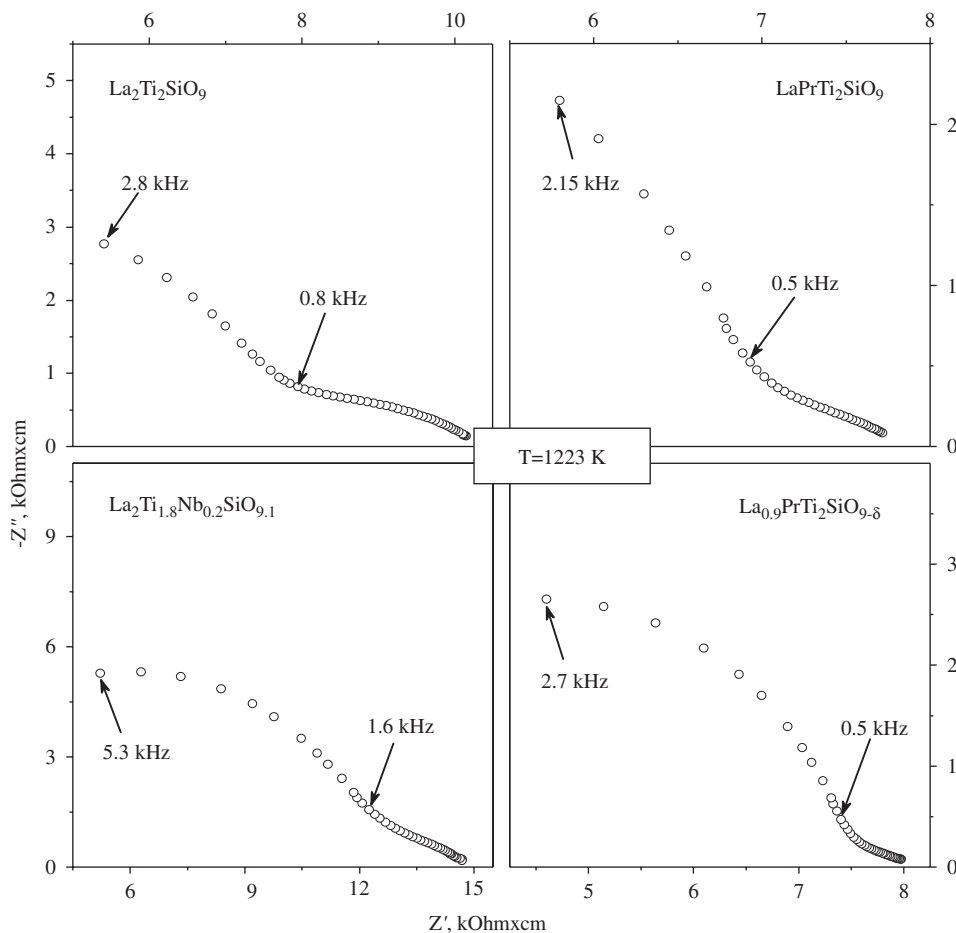 6 8 10
6 7 8
5
4
3
2
1
0
La₂Ti₂SiO₉
2.8 kHz
0.8 kHz
LaPrTi₂SiO₉
2.15 kHz
0.5 kHz
2
1
0
T=1223 K
-Z″, kOhmxcm
9
6
3
0
La₂Ti₁.₈Nb₀.₂SiO₉.₁
5.3 kHz
1.6 kHz
La₀.₉PrTi₂SiO₉₋δ
2.7 kHz
0.5 kHz
3
2
1
0
6 9 12 15
5 6 7 8
Z′, kOhmxcm